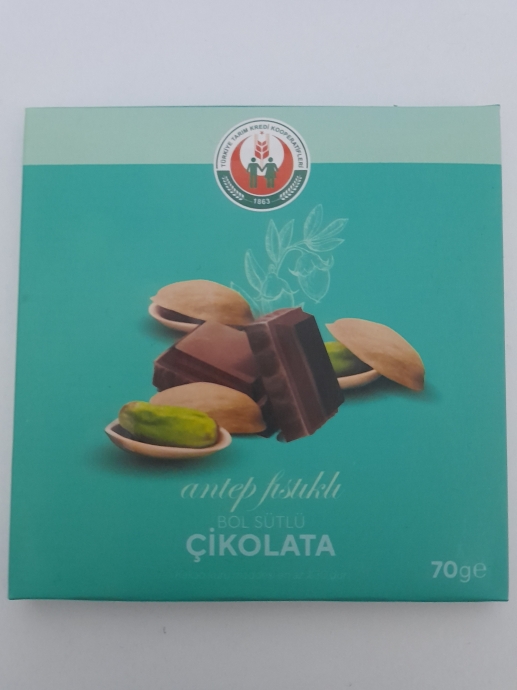 TÜRKİYE TARIM KREDİ KOOPERATİFLERİ
1863
antep fıstıklı
BOL SÜTLÜ
ÇİKOLATA
70g℮